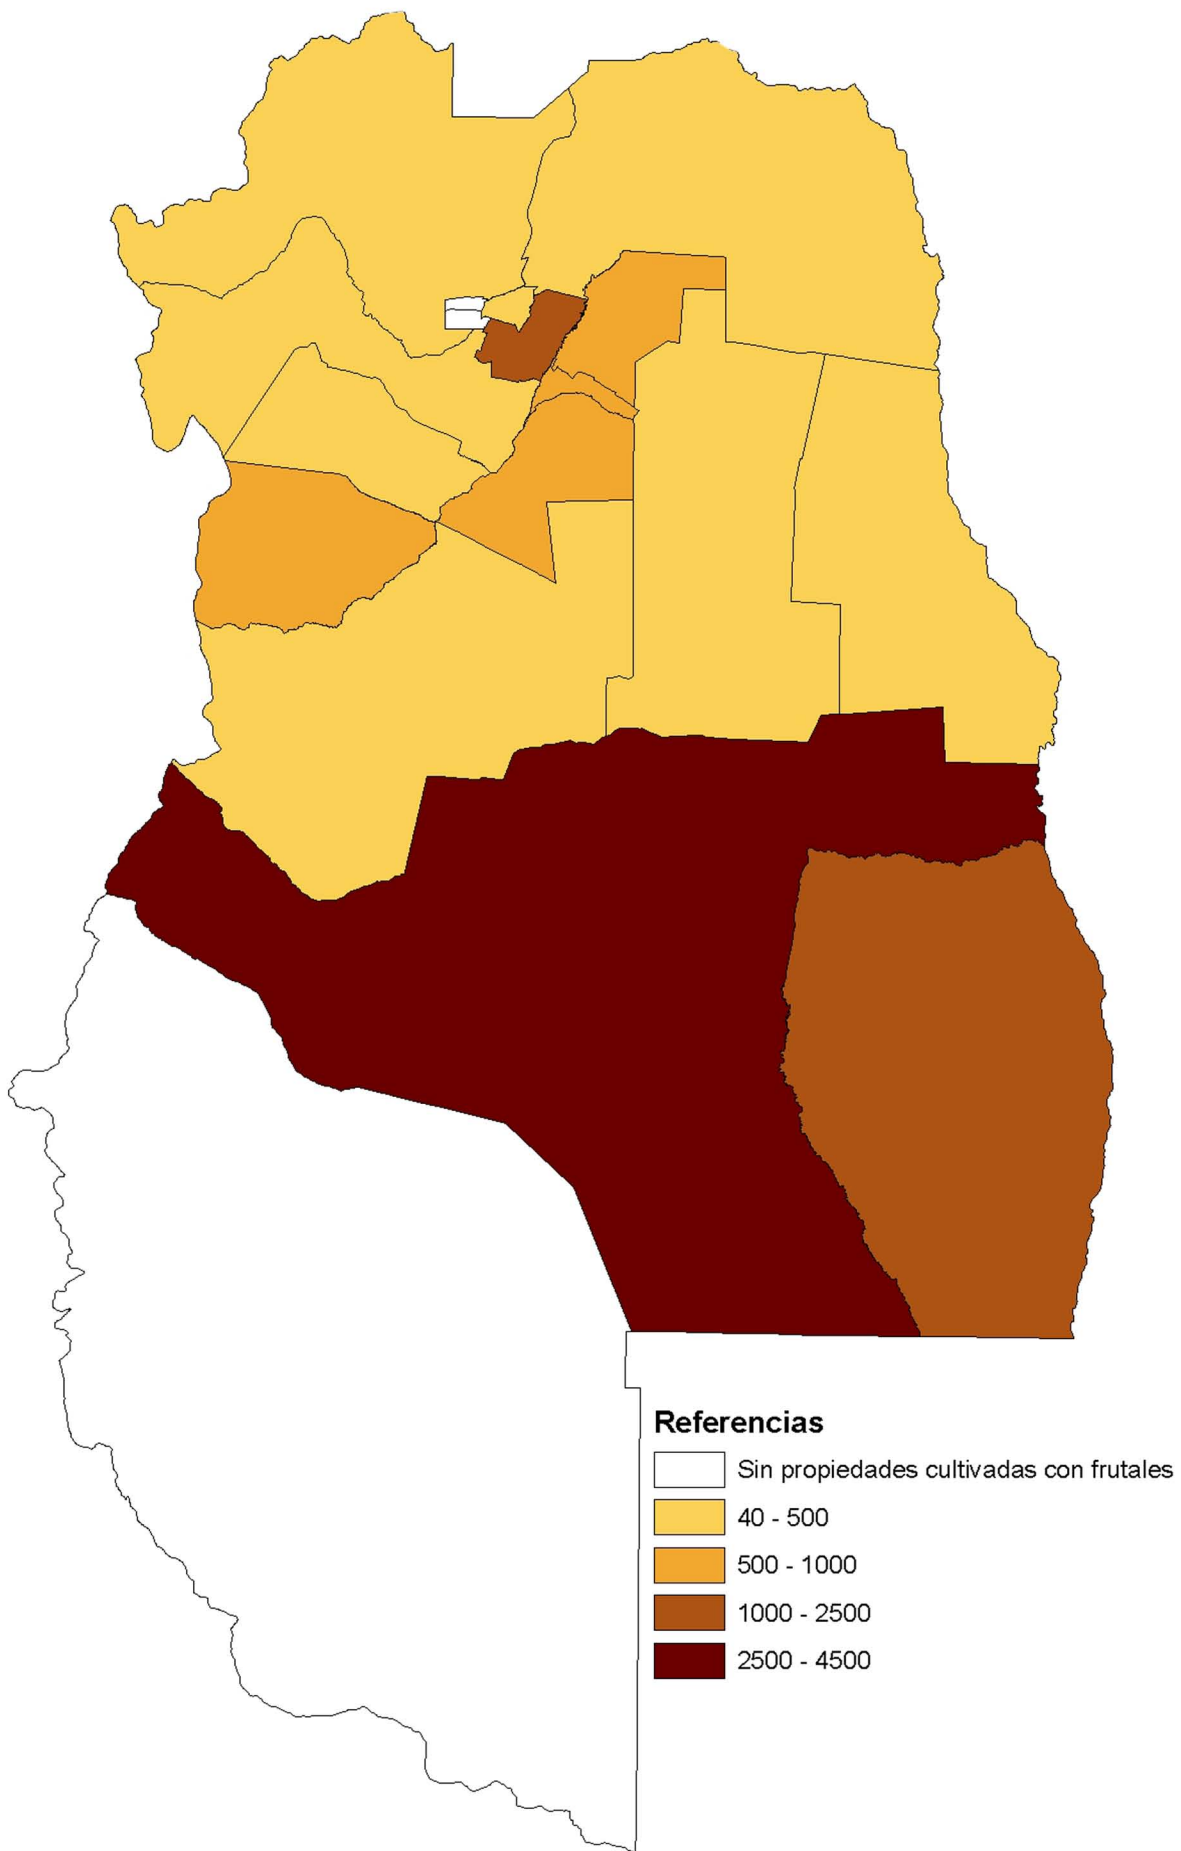 Referencias
Sin propiedades cultivadas con frutales
40 - 500
500 - 1000
1000 - 2500
2500 - 4500